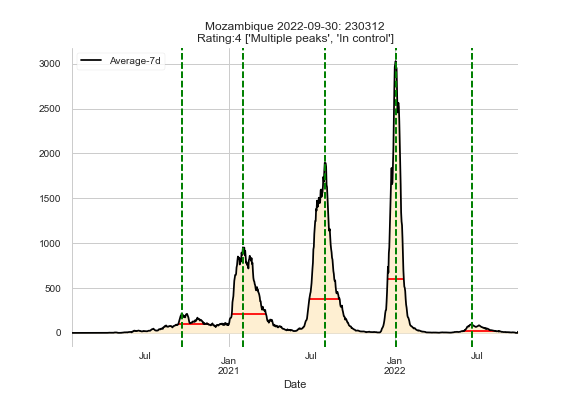 Mozambique 2022-09-30: 230312
Rating:4 ['Multiple peaks', 'In control']
Average-7d
3000
2500
2000
1500
1000
500
0
Jul
Jan
2021
Jul
Jan
2022
Jul
Date